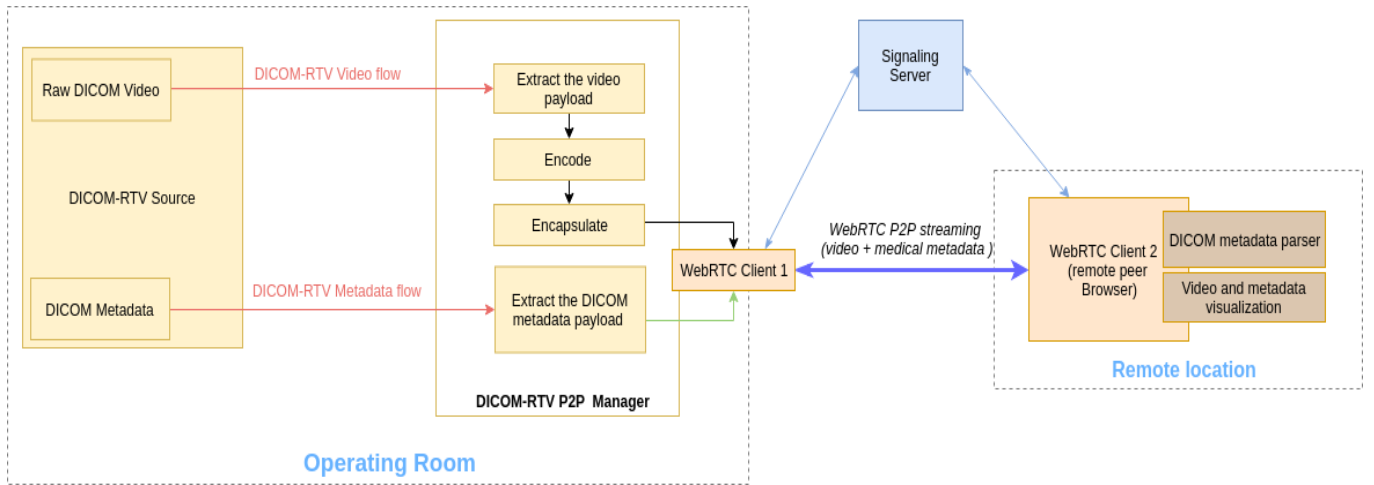 Raw DICOM Video
DICOM-RTV Source
DICOM Metadata
DICOM-RTV Video flow
DICOM-RTV Metadata flow
Extract the video
payload
Encode
Encapsulate
Extract the DICOM
metadata payload
DICOM-RTV P2P Manager
Operating Room
WebRTC Client 1
Signaling
Server
WebRTC P2P streaming
(video + medical metadata )
WebRTC Client 2
(remote peer
Browser)
DICOM metadata parser
Video and metadata
visualization
Remote location